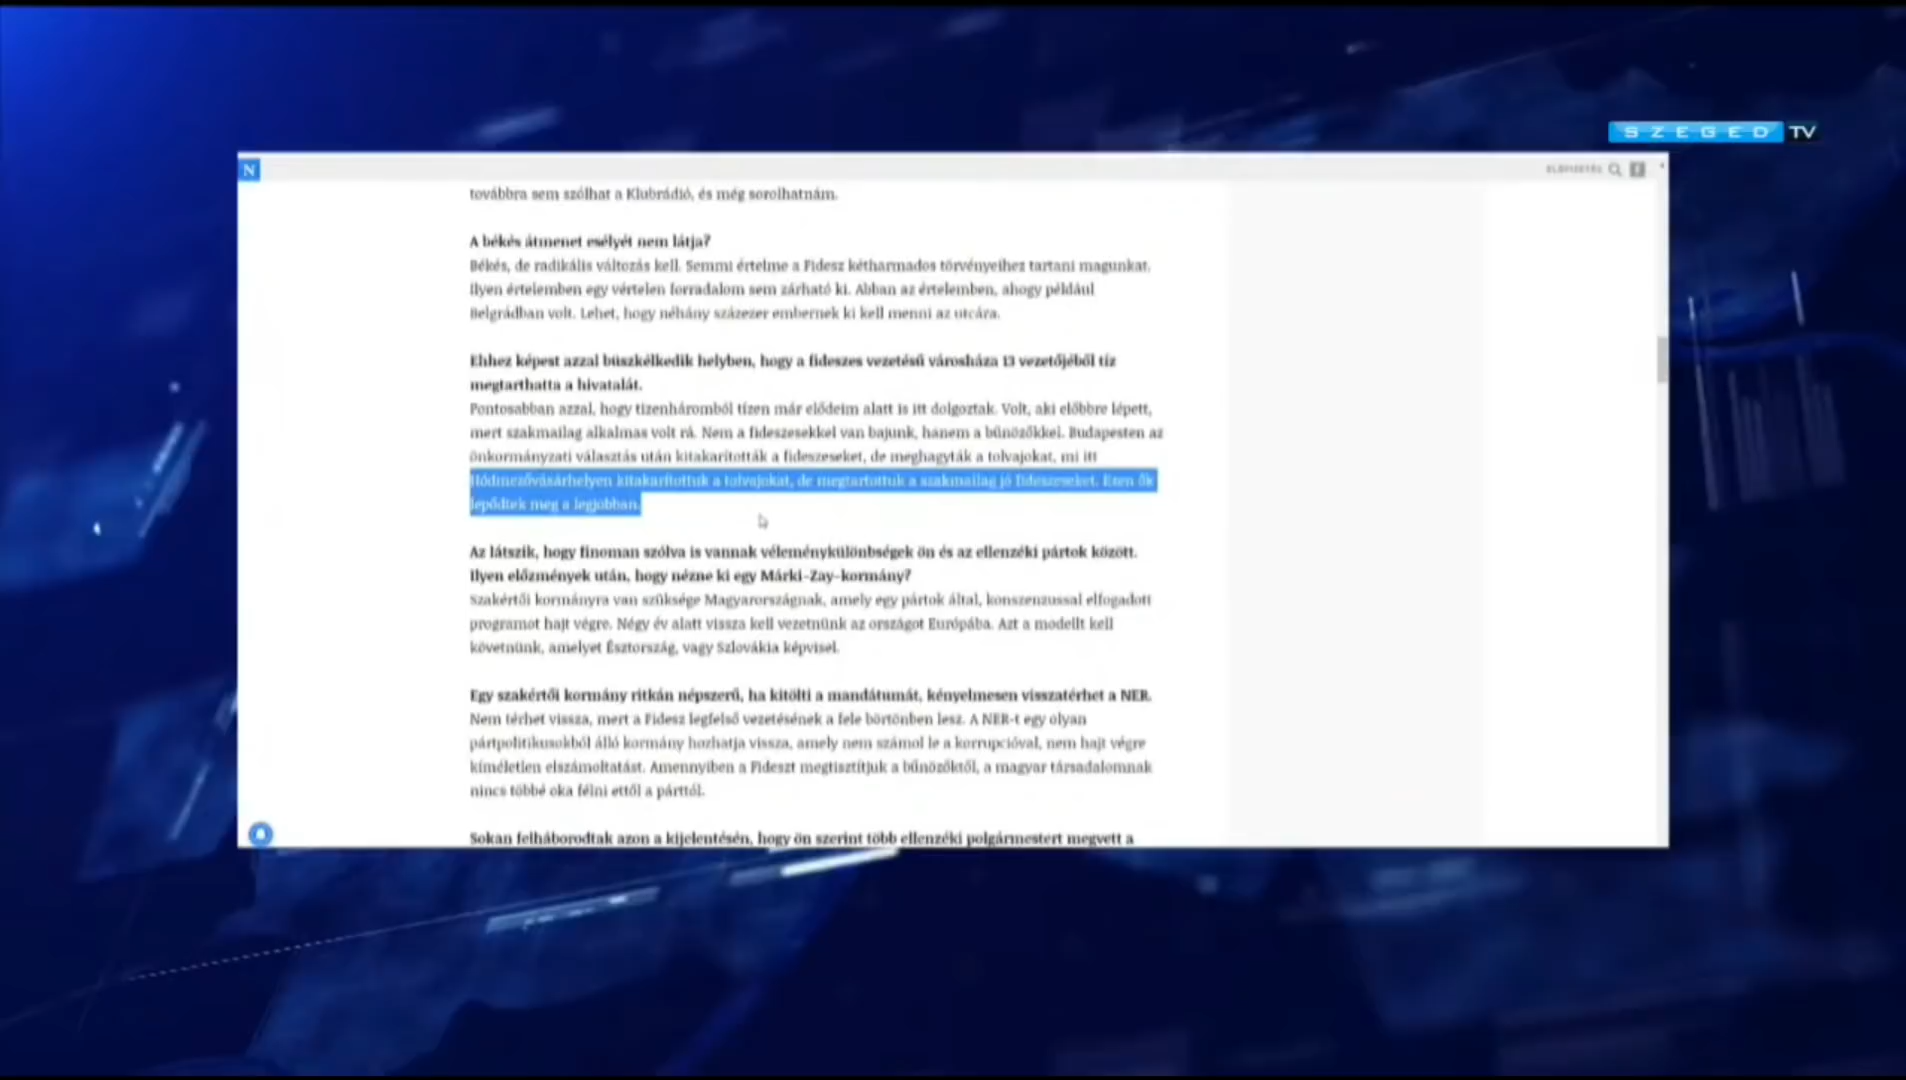 SZEGED TV
N
ELŐFIZETÉS
továbbra sem szólhat a Klubrádió, és még sorolhatnám.
A békés átmenet esélyét nem látja?
Békés, de radikális változás kell. Semmi értelme a Fidesz kétharmados törvényeihez tartani magunkat.
Ilyen értelemben egy vértelen forradalom sem zárható ki. Abban az értelemben, ahogy például
Belgrádban volt. Lehet, hogy néhány százezer embernek ki kell menni az utcára.
Ehhez képest azzal büszkélkedik helyben, hogy a fideszes vezetésű városháza 13 vezetőjéből tíz
megtarthatta a hivatalát.
Pontosabban azzal, hogy tizenháromból tízen már elődeim alatt is itt dolgoztak. Volt, aki előbbre lépett,
mert szakmailag alkalmas volt rá. Nem a fideszesekkel van bajunk, hanem a bűnözőkkel. Budapesten az
önkormányzati választás után kitakarították a fideszeseket, de meghagyták a tolvajokat, mi itt
Hódmezővásárhelyen kitakarítottuk a tolvajokat, de megtartottuk a szakmailag jó fideszeseket. Ezen ők
lepődtek meg a legjobban.
Az látszik, hogy finoman szólva is vannak véleménykülönbségek ön és az ellenzéki pártok között.
Ilyen előzmények után, hogy nézne ki egy Márki-Zay-kormány?
Szakértői kormányra van szüksége Magyarországnak, amely egy pártok által, konszenzussal elfogadott
programot hajt végre. Négy év alatt vissza kell vezetnünk az országot Európába. Azt a modellt kell
követnünk, amelyet Észtország, vagy Szlovákia képvisel.
Egy szakértői kormány ritkán népszerű, ha kitölti a mandátumát, kényelmesen visszatérhet a NER.
Nem térhet vissza, mert a Fidesz legfelső vezetésének a fele börtönben lesz. A NER-t egy olyan
pártpolitikusokból álló kormány hozhatja vissza, amely nem számol le a korrupcióval, nem hajt végre
kíméletlen elszámoltatást. Amennyiben a Fideszt megtisztítjuk a bűnözőktől, a magyar társadalomnak
nincs többé oka félni ettől a párttól.
Sokan felháborodtak azon a kijelentésén, hogy ön szerint több ellenzéki polgármestert megvett a